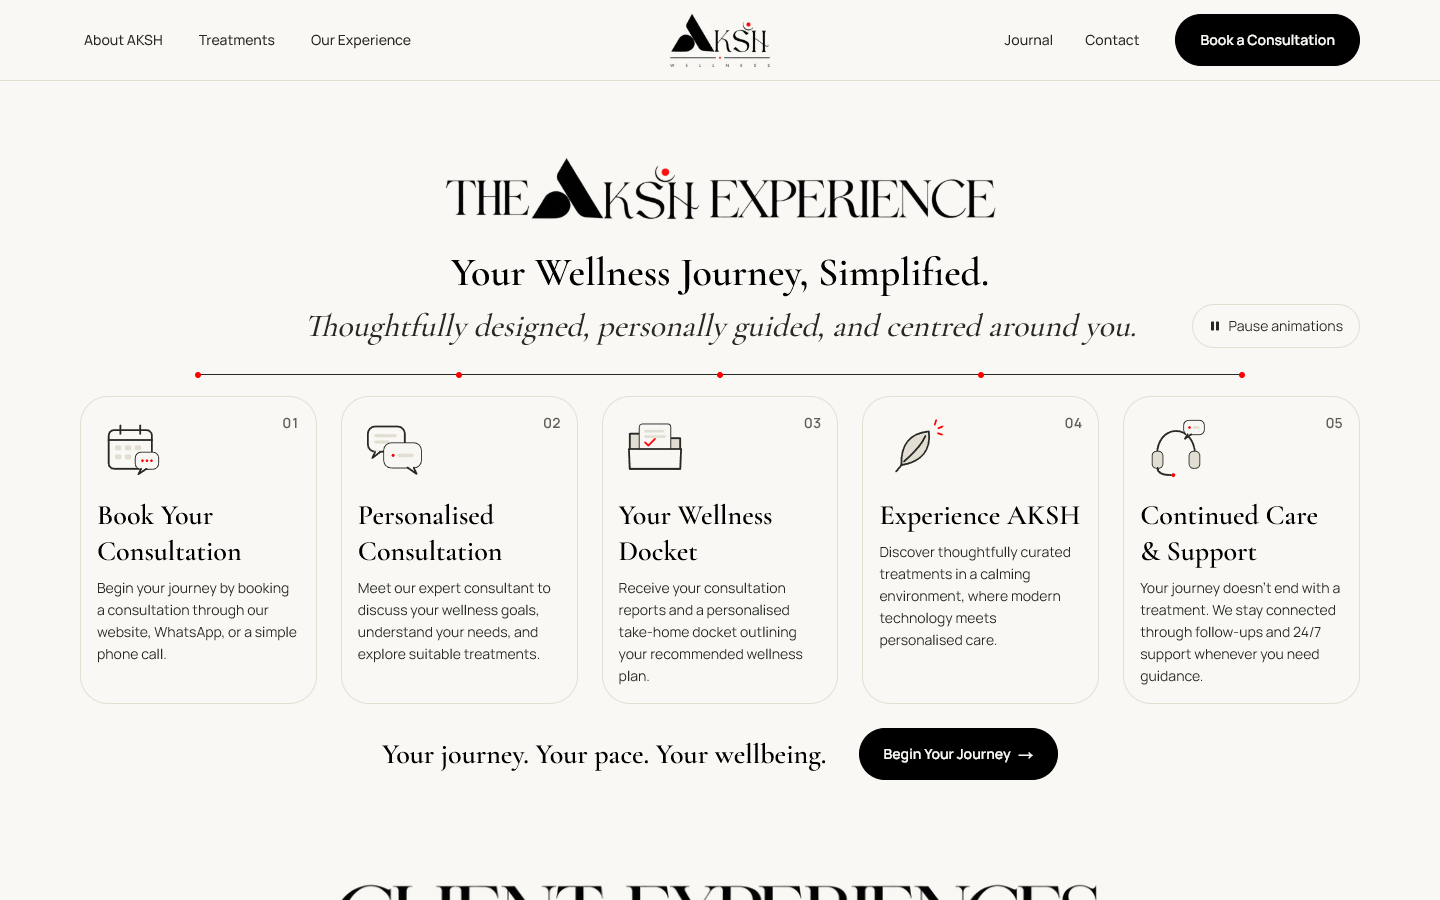 About AKSH
Treatments
Our Experience
AKSH
WELLNESS
Journal
Contact
Book a Consultation
THE AKSH EXPERIENCE
Your Wellness Journey, Simplified.
Thoughtfully designed, personally guided, and centred around you.
Pause animations
01
Book Your
Consultation
Begin your journey by booking
a consultation through our
website, WhatsApp, or a simple
phone call.
02
Personalised
Consultation
Meet our expert consultant to
discuss your wellness goals,
understand your needs, and
explore suitable treatments.
03
Your Wellness
Docket
Receive your consultation
reports and a personalised
take-home docket outlining
your recommended wellness
plan.
04
Experience AKSH
Discover thoughtfully curated
treatments in a calming
environment, where modern
technology meets
personalised care.
05
Continued Care
& Support
Your journey doesn't end with a
treatment. We stay connected
through follow-ups and 24/7
support whenever you need
guidance.
Your journey. Your pace. Your wellbeing.
Begin Your Journey →
CLIENT EXPERIENCES